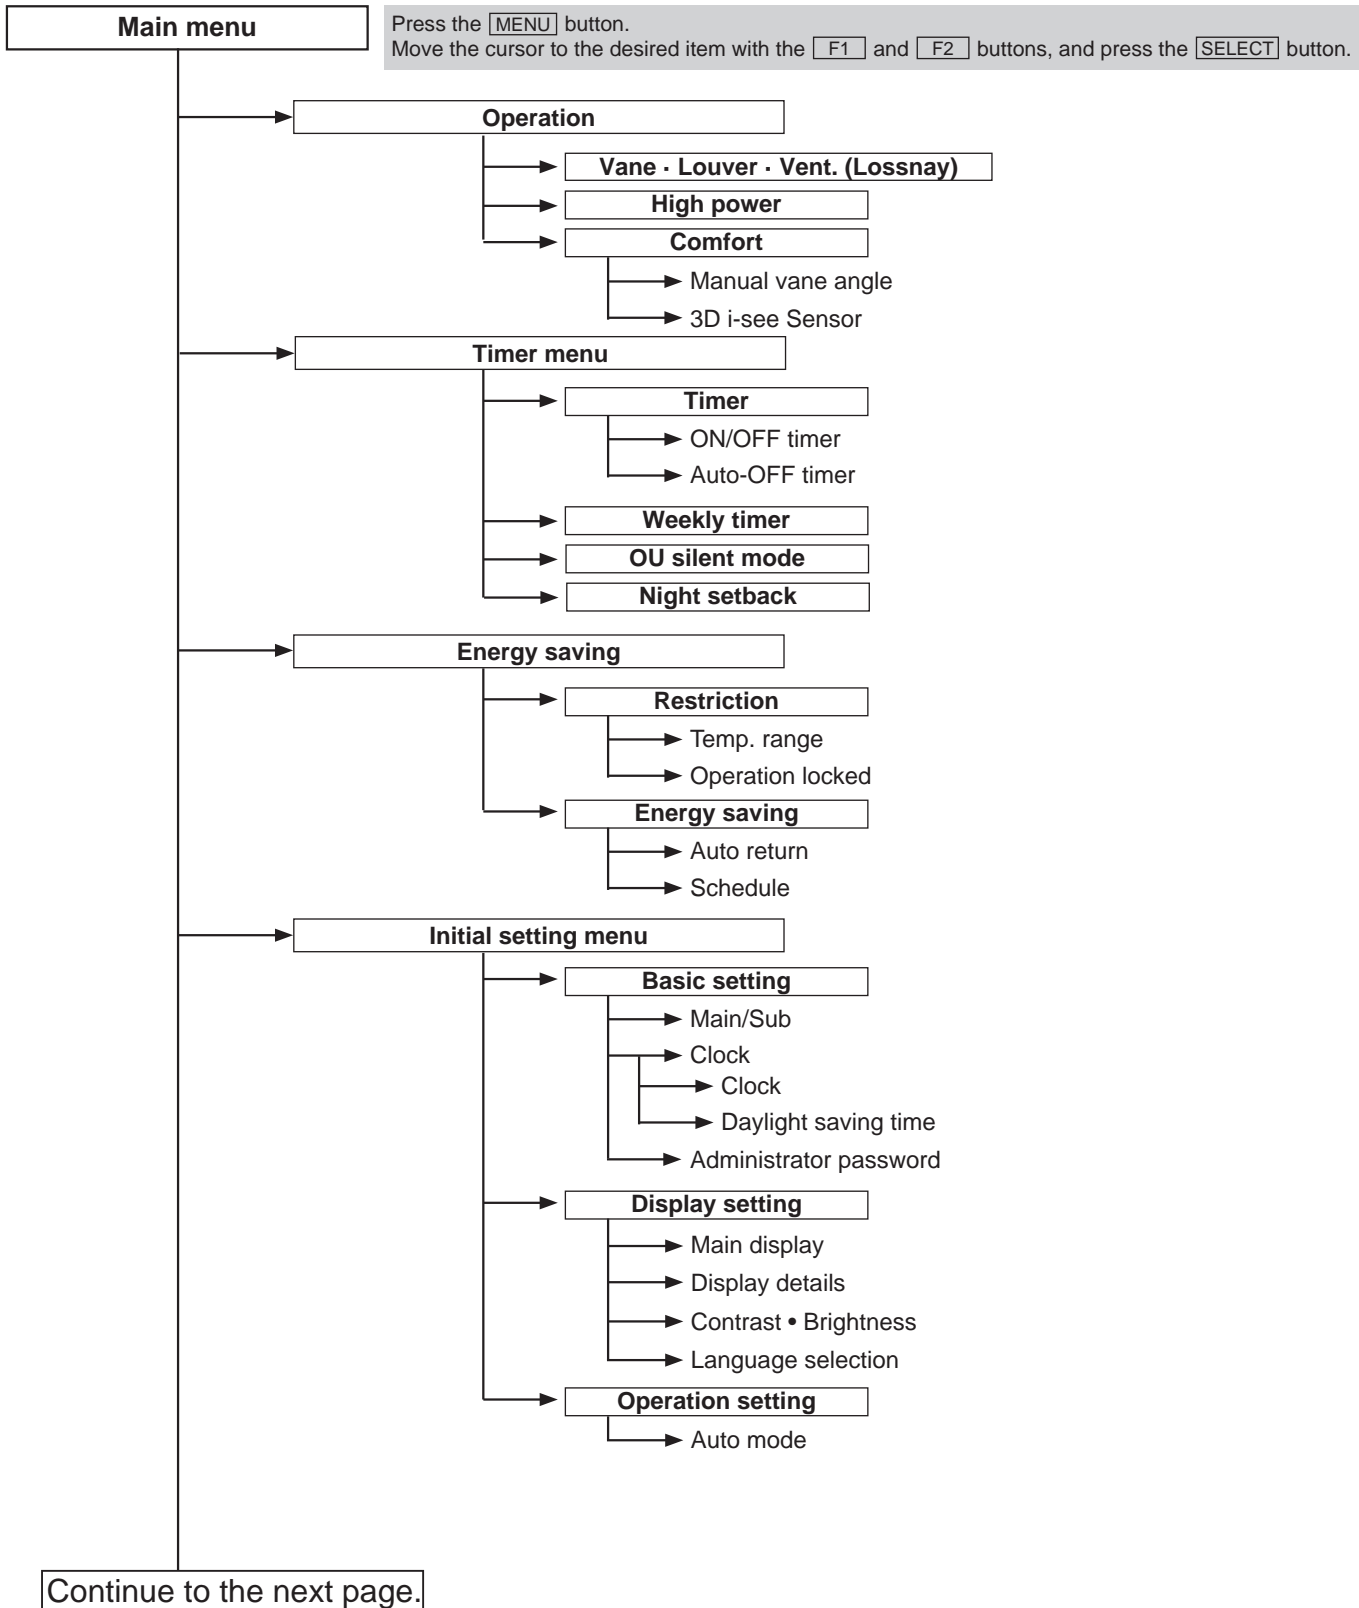 Main menu
Press the MENU button.
Move the cursor to the desired item with the F1 and F2 buttons, and press the SELECT button.
Operation
Vane · Louver · Vent. (Lossnay)
High power
Comfort
Manual vane angle
3D i-see Sensor
Timer menu
Timer
ON/OFF timer
Auto-OFF timer
Weekly timer
OU silent mode
Night setback
Energy saving
Restriction
Temp. range
Operation locked
Energy saving
Auto return
Schedule
Initial setting menu
Basic setting
Main/Sub
Clock
Clock
Daylight saving time
Administrator password
Display setting
Main display
Display details
Contrast • Brightness
Language selection
Operation setting
Auto mode
Continue to the next page.